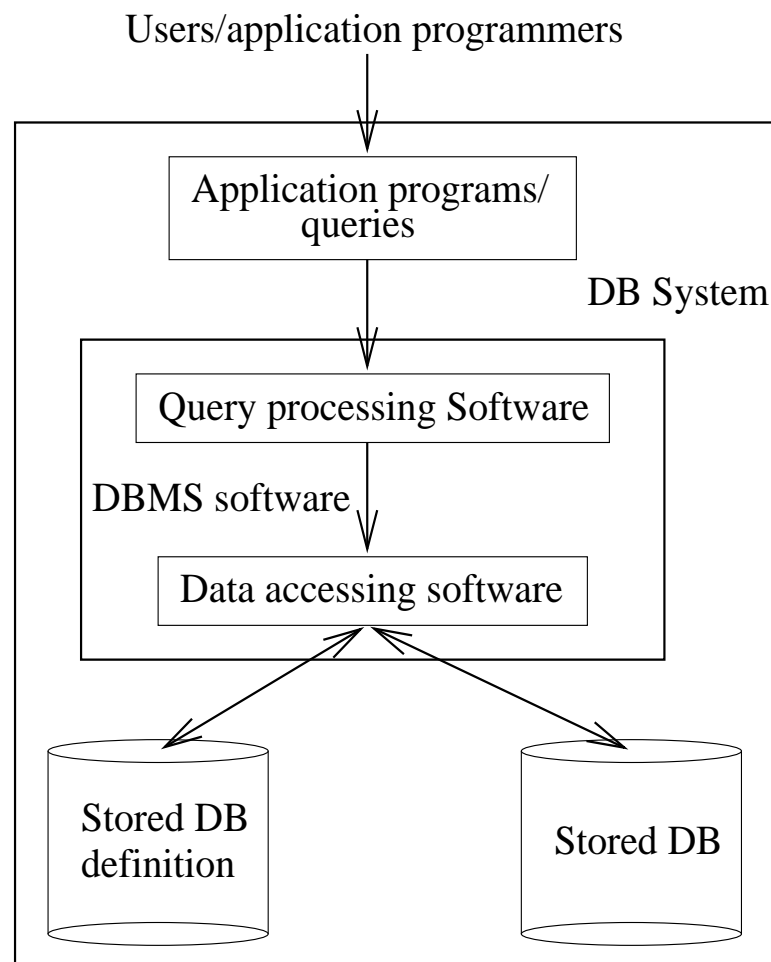 Users/application programmers
Application programs/
queries
DB System
Query processing Software
DBMS software
Data accessing software
Stored DB
definition
Stored DB